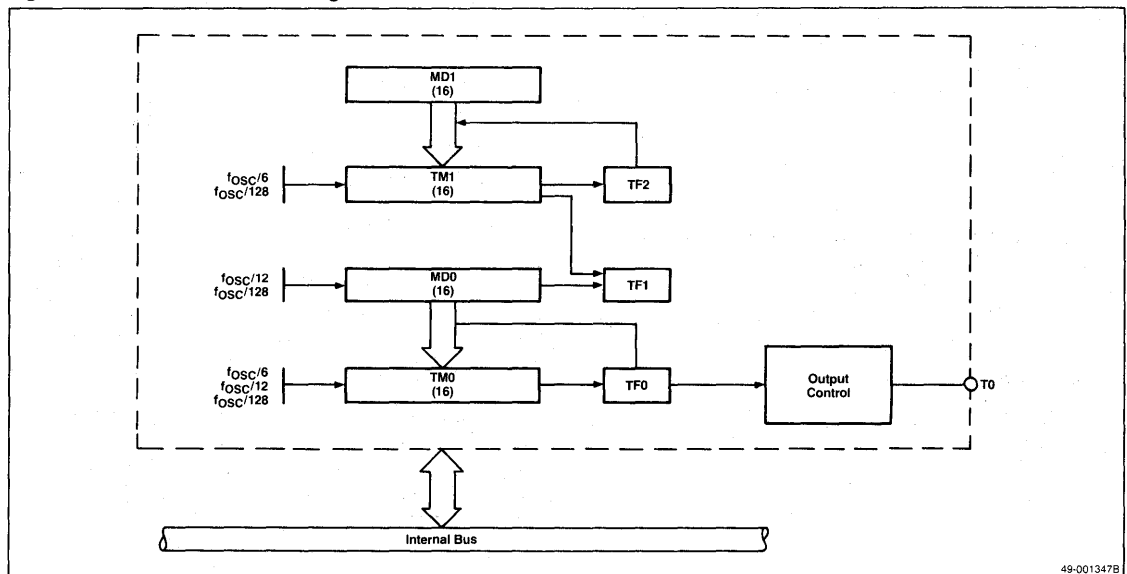 MD1
(16)
fOSC/6
fOSC/128
TM1
(16)
TF2
fOSC/12
fOSC/128
MD0
(16)
TF1
fOSC/6
fOSC/12
fOSC/128
TM0
(16)
TF0
Output
Control
T0
Internal Bus
49-001347B